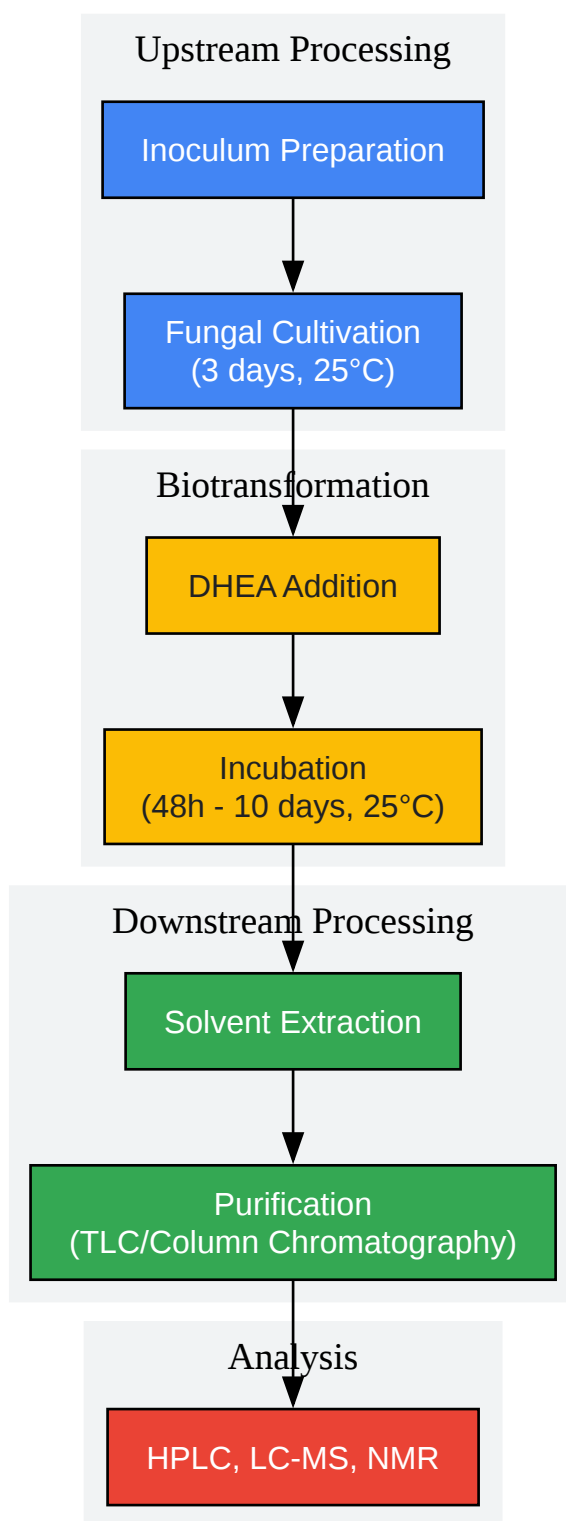 Upstream Processing
Inoculum Preparation
Fungal Cultivation
(3 days, 25°C)
Biotransformation
DHEA Addition
Incubation
(48h - 10 days, 25°C)
Downstream Processing
Solvent Extraction
Purification
(TLC/Column Chromatography)
Analysis
HPLC, LC-MS, NMR